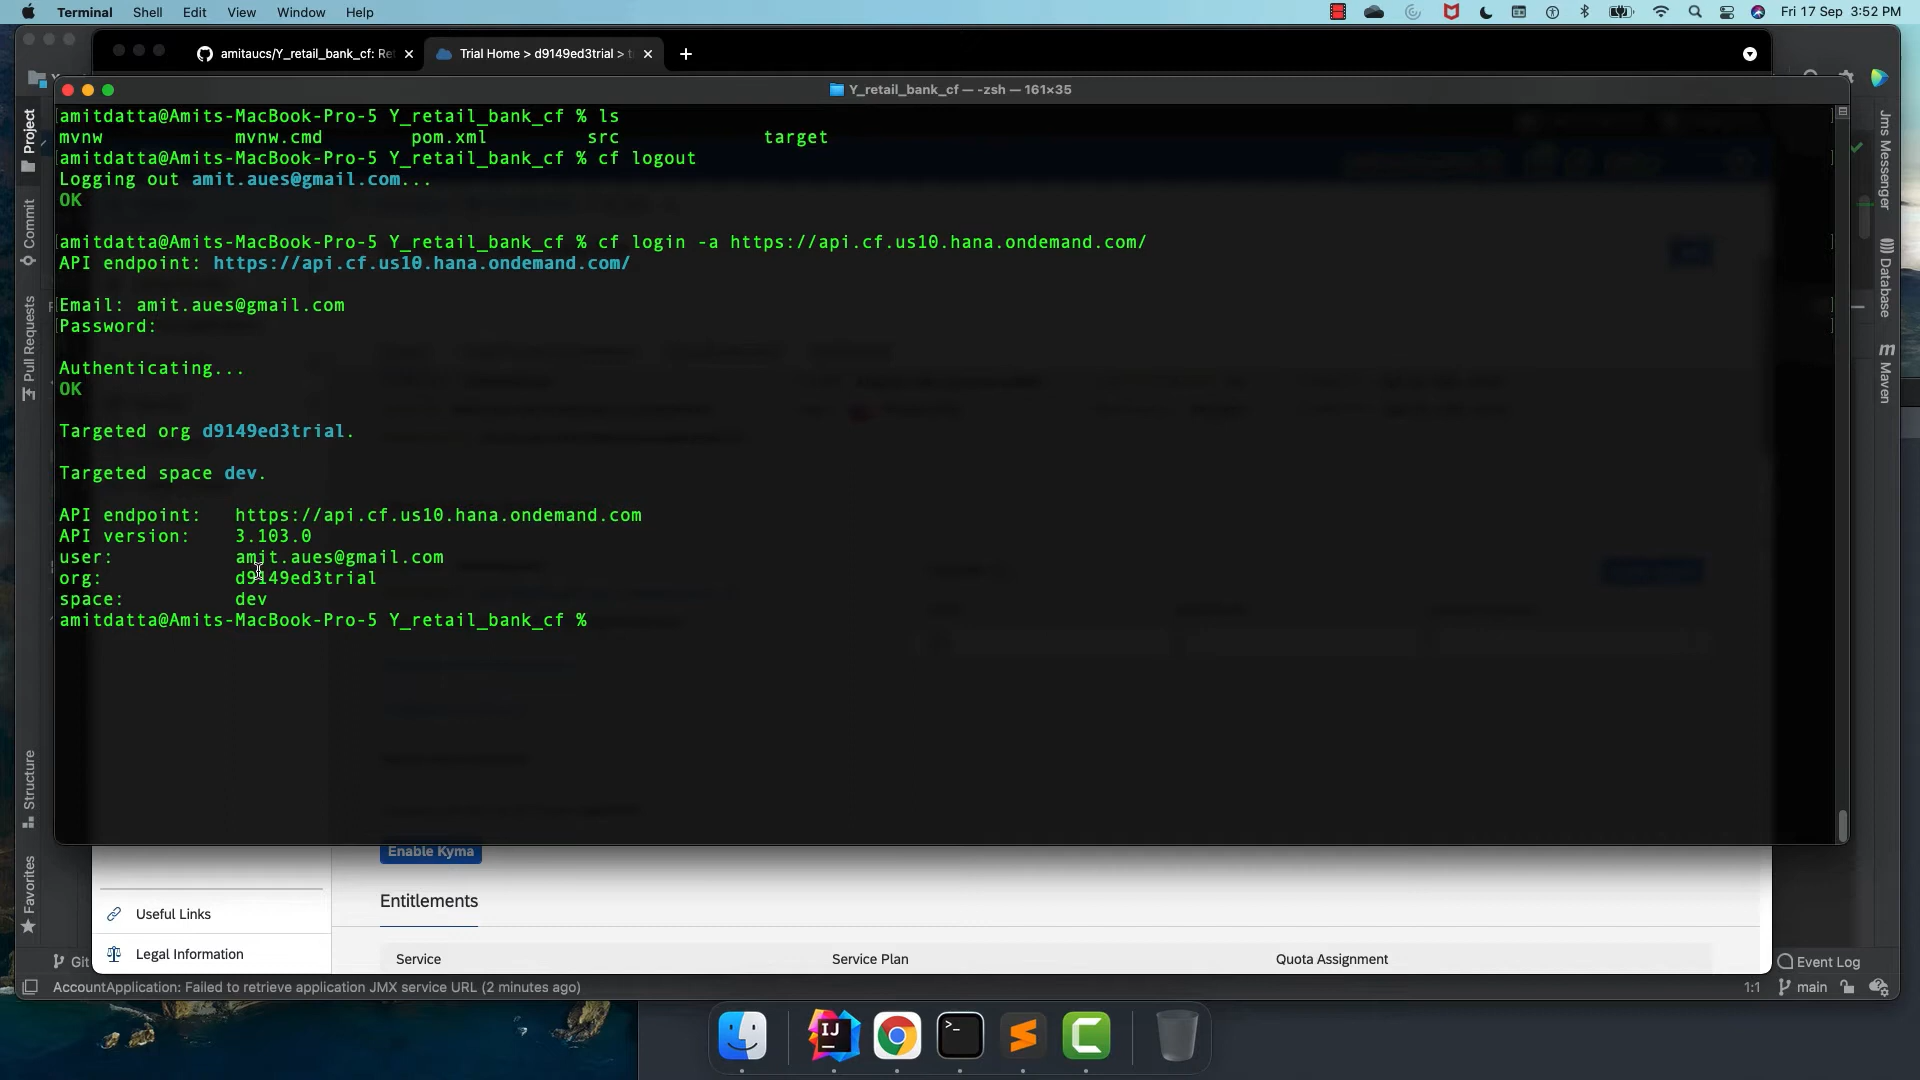 Terminal Shell Edit View Window Help Fri 17 Sep 3:52 PM
amitaucs/Y_retail_bank_cf: Re
Trial Home > d9149ed3trial >
Y_retail_bank_cf — -zsh — 161×35
amitdatta@Amits-MacBook-Pro-5 Y_retail_bank_cf % ls
mvnw mvnw.cmd pom.xml src target
amitdatta@Amits-MacBook-Pro-5 Y_retail_bank_cf % cf logout
Logging out amit.aues@gmail.com...
OK
amitdatta@Amits-MacBook-Pro-5 Y_retail_bank_cf % cf login -a https://api.cf.us10.hana.ondemand.com/
API endpoint: https://api.cf.us10.hana.ondemand.com/
Email: amit.aues@gmail.com
Password:
Authenticating...
OK
Targeted org d9149ed3trial.
Targeted space dev.
API endpoint: https://api.cf.us10.hana.ondemand.com
API version: 3.103.0
user: amit.aues@gmail.com
org: d9149ed3trial
space: dev
amitdatta@Amits-MacBook-Pro-5 Y_retail_bank_cf %
Project
Commit
Pull Requests
Structure
Favorites
Jms Messenger
Database
Maven
Enable Kyma
Entitlements
Useful Links
Legal Information
Service Service Plan Quota Assignment
Git
Event Log
AccountApplication: Failed to retrieve application JMX service URL (2 minutes ago)
1:1 main